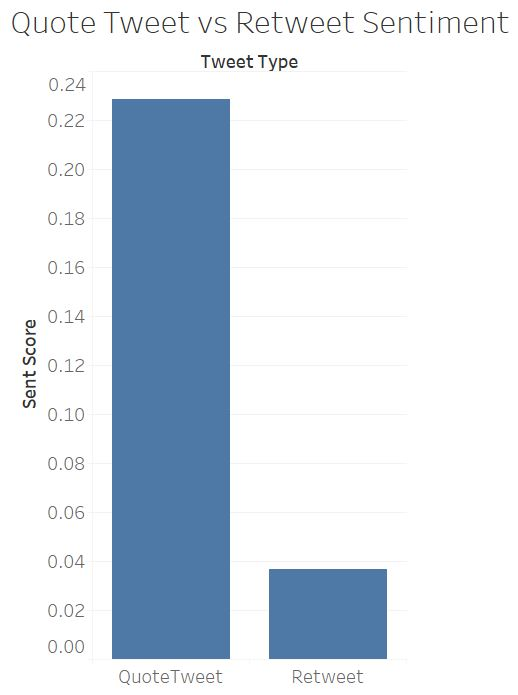 Quote Tweet vs Retweet Sentiment
Tweet Type
0.24
0.22
0.20
0.18
0.16
0.14
0.12
0.10
0.08
0.06
0.04
0.02
0.00
Sent Score
QuoteTweet
Retweet